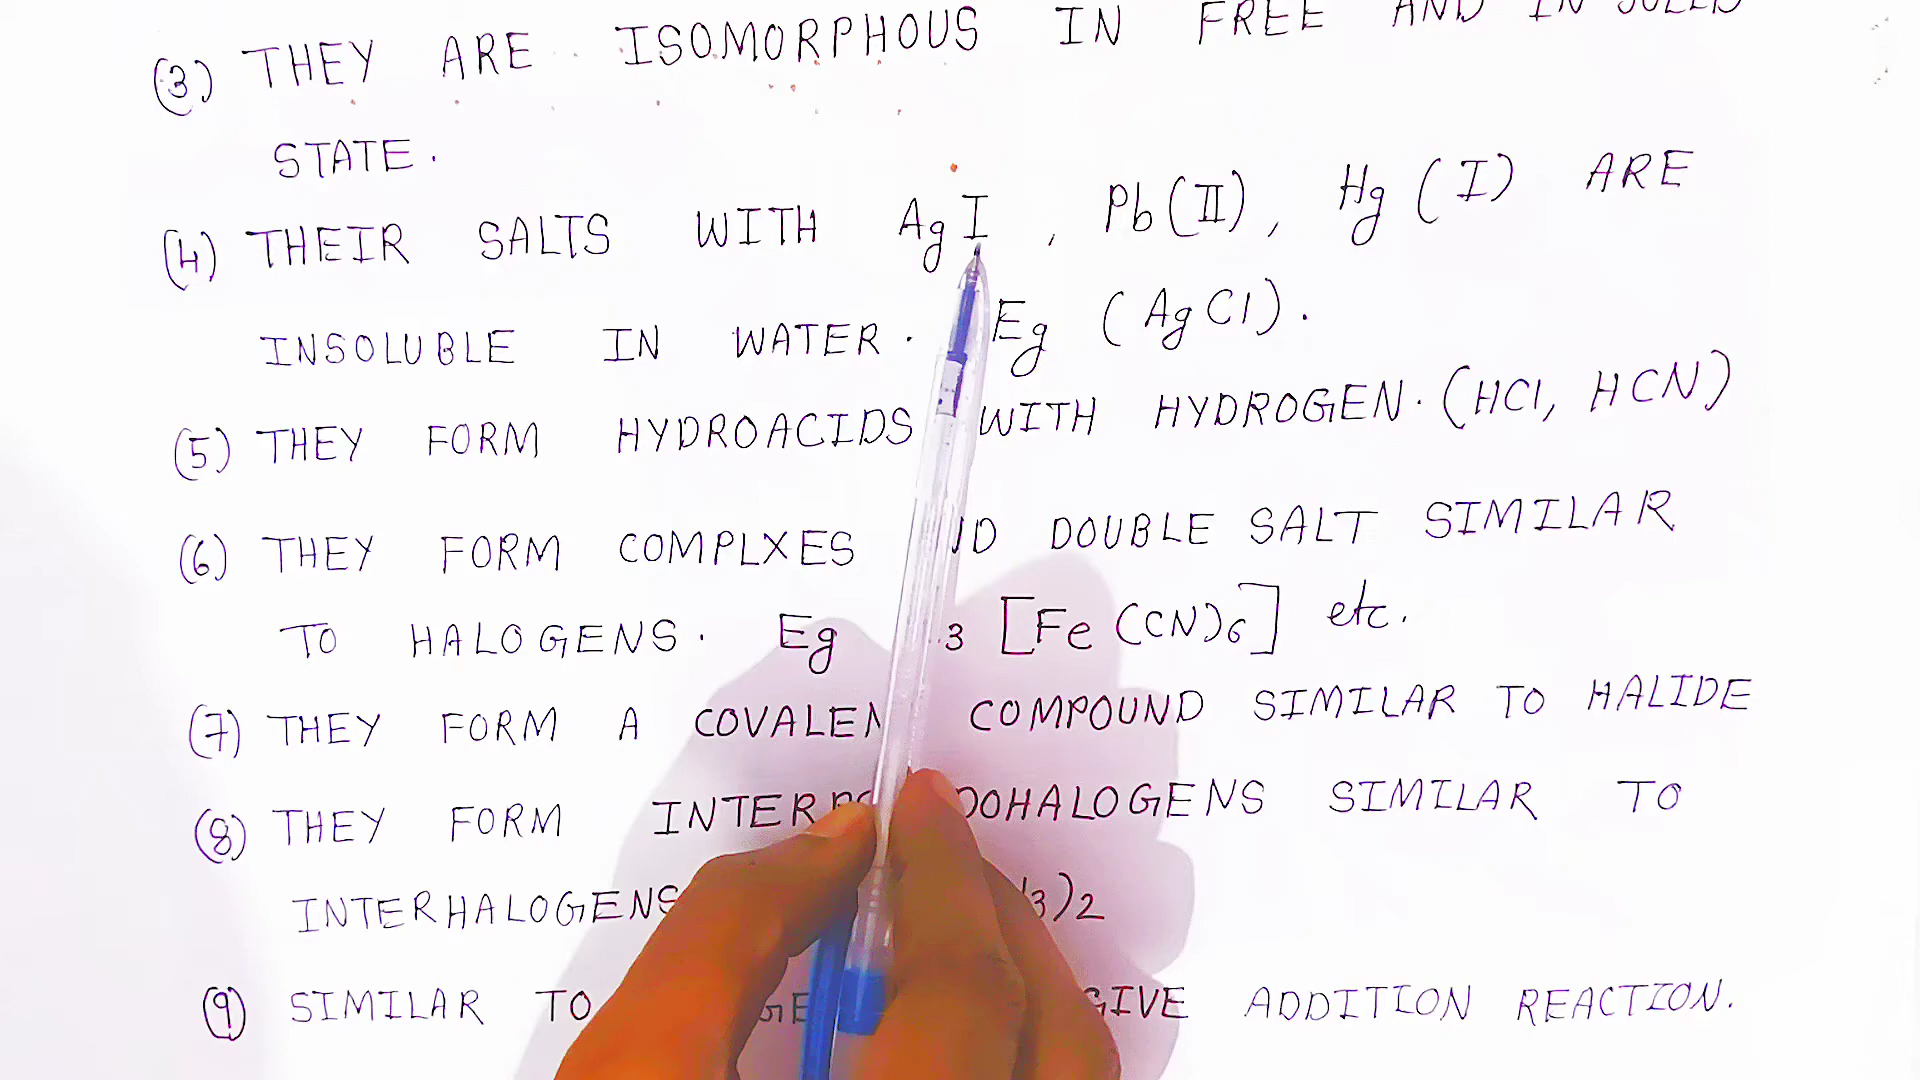 (3) THEY ARE ISOMORPHOUS IN FREE AND IN SOLID
STATE.
(4) THEIR SALTS WITH AgI, Pb(II), Hg(I) ARE
INSOLUBLE IN WATER. Eg (AgCl).
(5) THEY FORM HYDROACIDS WITH HYDROGEN. (HCl, HCN)
(6) THEY FORM COMPLXES DOUBLE SALT SIMILAR
TO HALOGENS. Eg 3 [Fe(CN)6] etc.
(7) THEY FORM A COVALEN COMPOUND SIMILAR TO HALIDE
(8) THEY FORM INTER DOHALOGENS SIMILAR TO
INTERHALOGENS 3)2
(9) SIMILAR TO GIVE ADDITION REACTION.